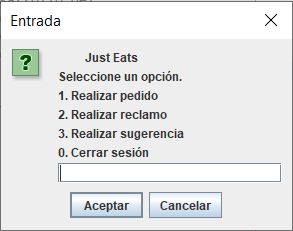 Entrada
Just Eats
Seleccione un opción.
1. Realizar pedido
2. Realizar reclamo
3. Realizar sugerencia
0. Cerrar sesión
Aceptar Cancelar